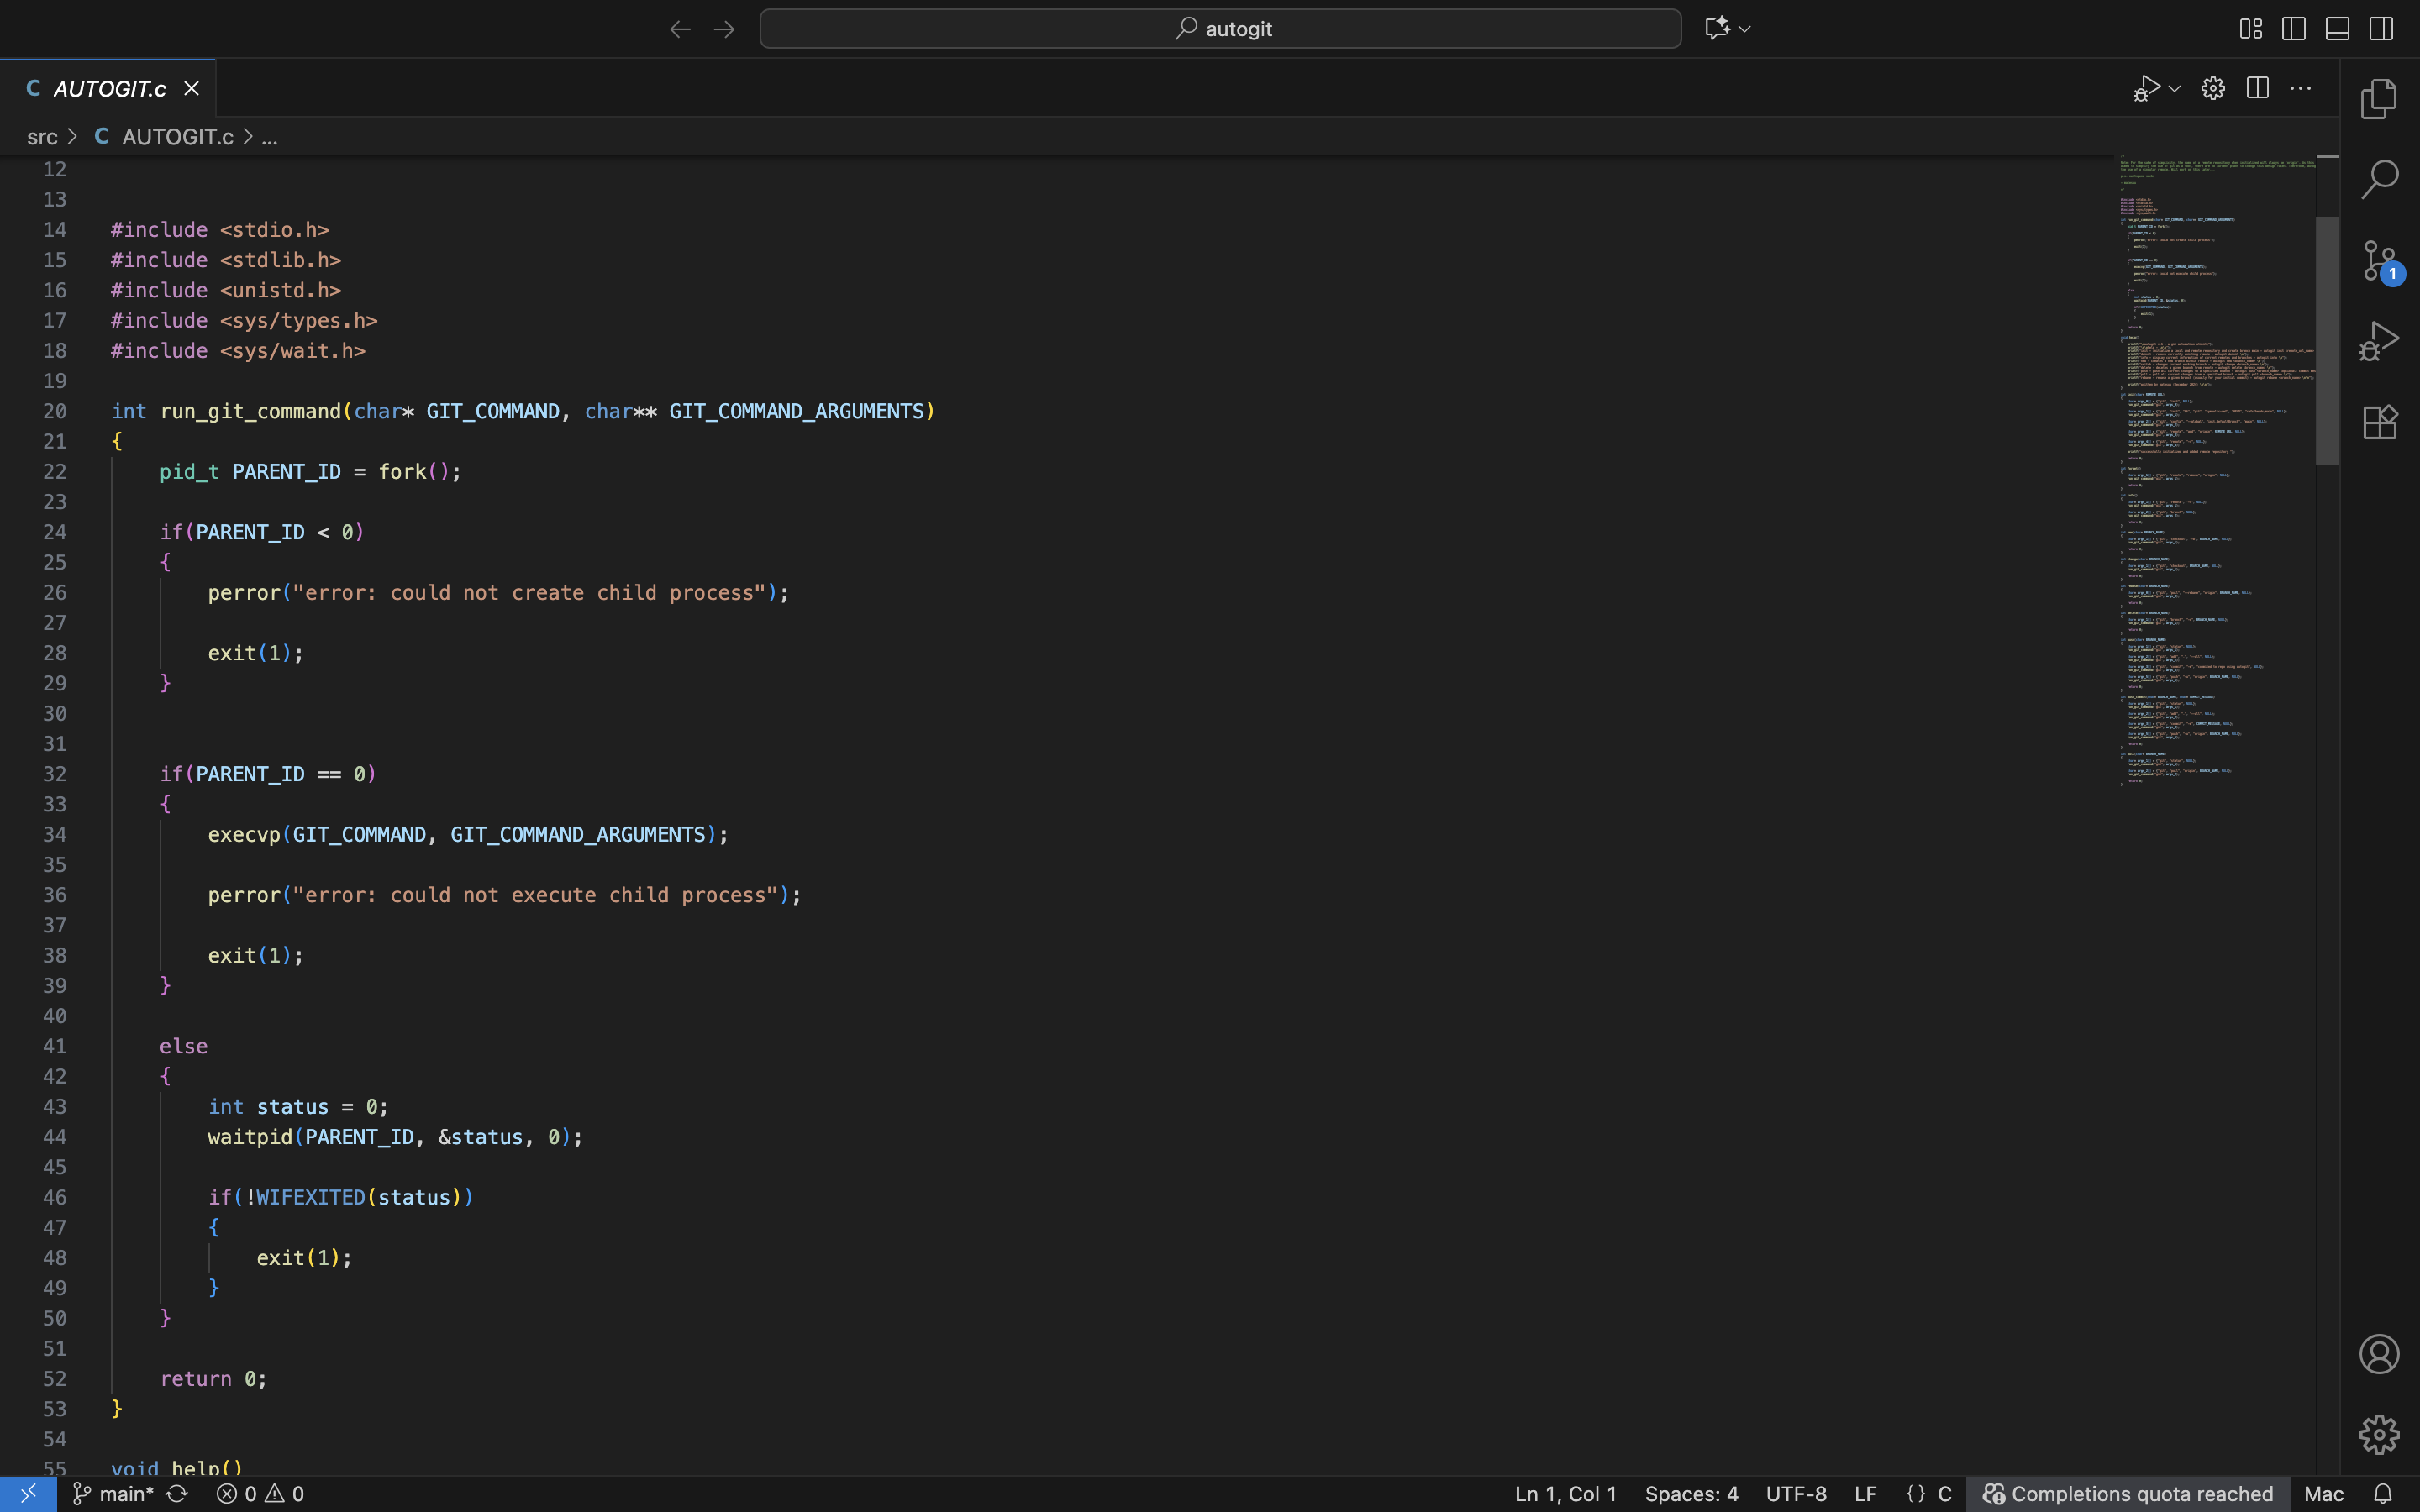 autogit
C AUTOGIT.c
src > C AUTOGIT.c > ...
12
13
14 #include <stdio.h>
15 #include <stdlib.h>
16 #include <unistd.h>
17 #include <sys/types.h>
18 #include <sys/wait.h>
19
20 int run_git_command(char* GIT_COMMAND, char** GIT_COMMAND_ARGUMENTS)
21 {
22     pid_t PARENT_ID = fork();
23
24     if(PARENT_ID < 0)
25     {
26         perror("error: could not create child process");
27
28         exit(1);
29     }
30
31
32     if(PARENT_ID == 0)
33     {
34         execvp(GIT_COMMAND, GIT_COMMAND_ARGUMENTS);
35
36         perror("error: could not execute child process");
37
38         exit(1);
39     }
40
41     else
42     {
43         int status = 0;
44         waitpid(PARENT_ID, &status, 0);
45
46         if(!WIFEXITED(status))
47         {
48             exit(1);
49         }
50     }
51
52     return 0;
53 }
54
55 void help()
1
main* 0 0 Ln 1, Col 1 Spaces: 4 UTF-8 LF {} C Completions quota reached Mac